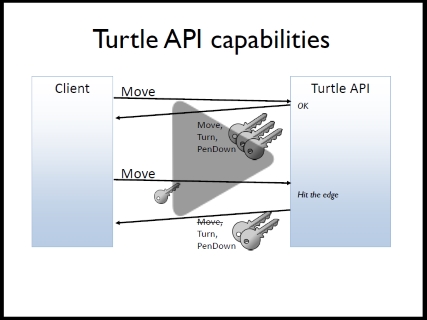 Turtle API capabilities
Client
Turtle API
Move
OK
Move,
Turn,
PenDown
Move
Hit the edge
Move,
Turn,
PenDown